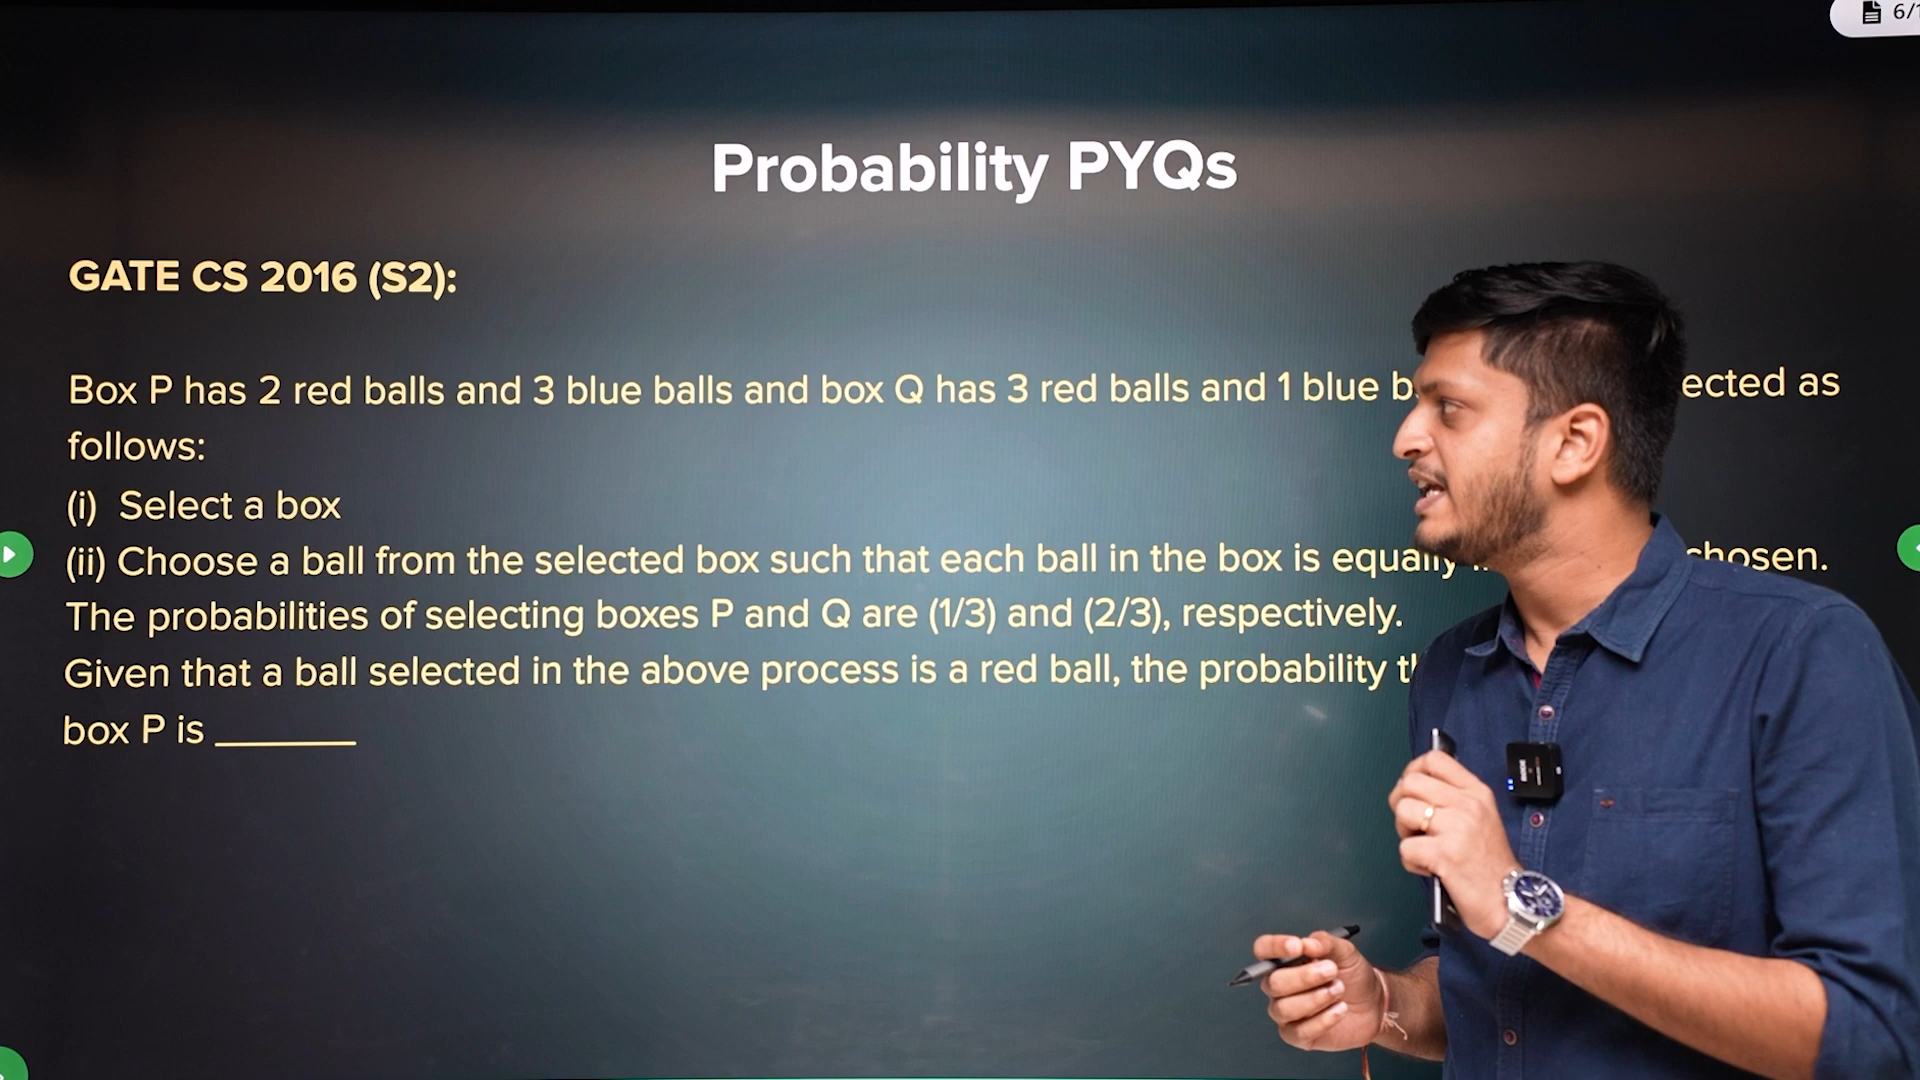 6/1
Probability PYQs
GATE CS 2016 (S2):
Box P has 2 red balls and 3 blue balls and box Q has 3 red balls and 1 blue b ected as
follows:
(i) Select a box
(ii) Choose a ball from the selected box such that each ball in the box is equally chosen.
The probabilities of selecting boxes P and Q are (1/3) and (2/3), respectively.
Given that a ball selected in the above process is a red ball, the probability t
box P is ______